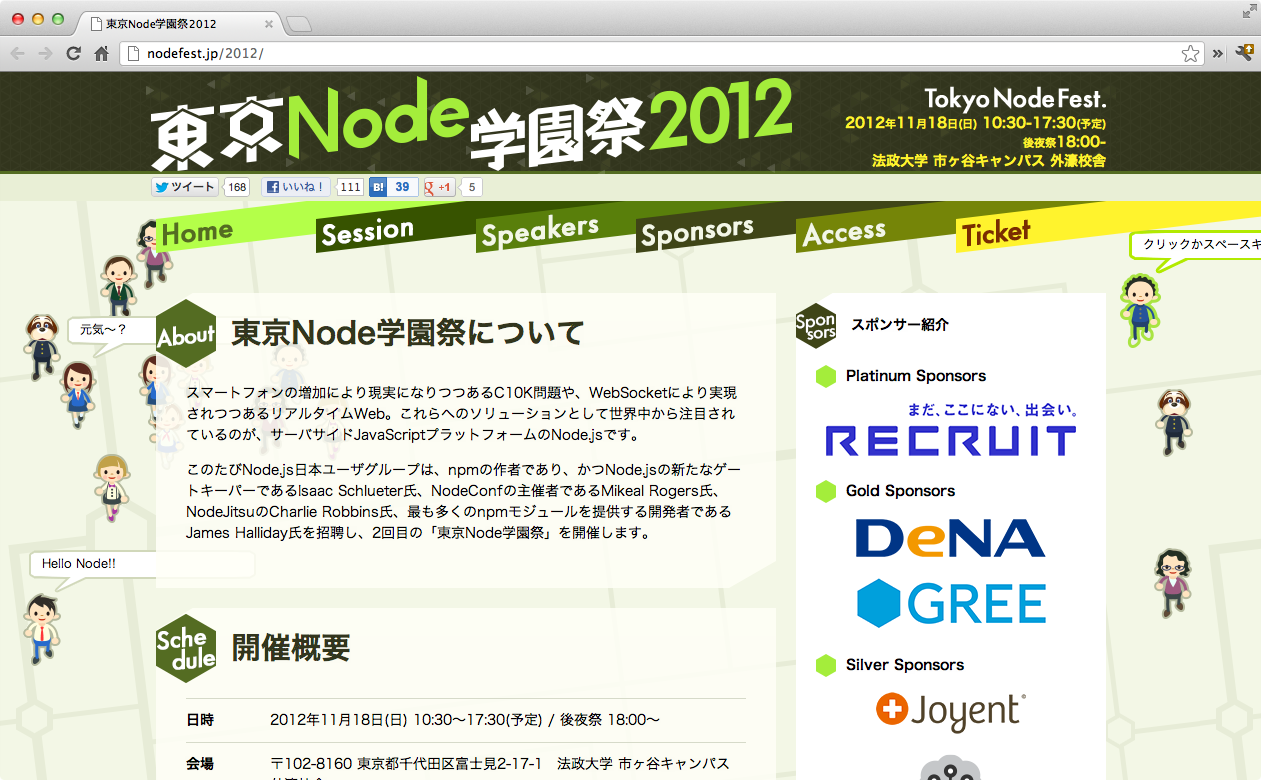 東京Node学園祭2012
nodefest.jp/2012/
東京Node学園祭2012
Tokyo Node Fest.
2012年11月18日(日) 10:30-17:30(予定)
後夜祭18:00-
法政大学 市ヶ谷キャンパス 外濠校舎
ツイート 168 いいね！ 111 B! 39 +1 5
Home Session Speakers Sponsors Access Ticket
クリックかスペースキ
元気〜？
Hello Node!!
About
東京Node学園祭について
スマートフォンの増加により現実になりつつあるC10K問題や、WebSocketにより実現
されつつあるリアルタイムWeb。これらへのソリューションとして世界中から注目され
ているのが、サーバサイドJavaScriptプラットフォームのNode.jsです。
このたびNode.js日本ユーザグループは、npmの作者であり、かつNode.jsの新たなゲー
トキーパーであるIsaac Schlueter氏、NodeConfの主催者であるMikeal Rogers氏、
NodeJitsuのCharlie Robbins氏、最も多くのnpmモジュールを提供する開発者である
James Halliday氏を招聘し、2回目の「東京Node学園祭」を開催します。
Sche
dule
開催概要
日時 2012年11月18日(日) 10:30〜17:30(予定) / 後夜祭 18:00〜
会場 〒102-8160 東京都千代田区富士見2-17-1　法政大学 市ヶ谷キャンパス
Spon
sors
スポンサー紹介
Platinum Sponsors
まだ、ここにない、出会い。
RECRUIT
Gold Sponsors
DeNA
GREE
Silver Sponsors
Joyent